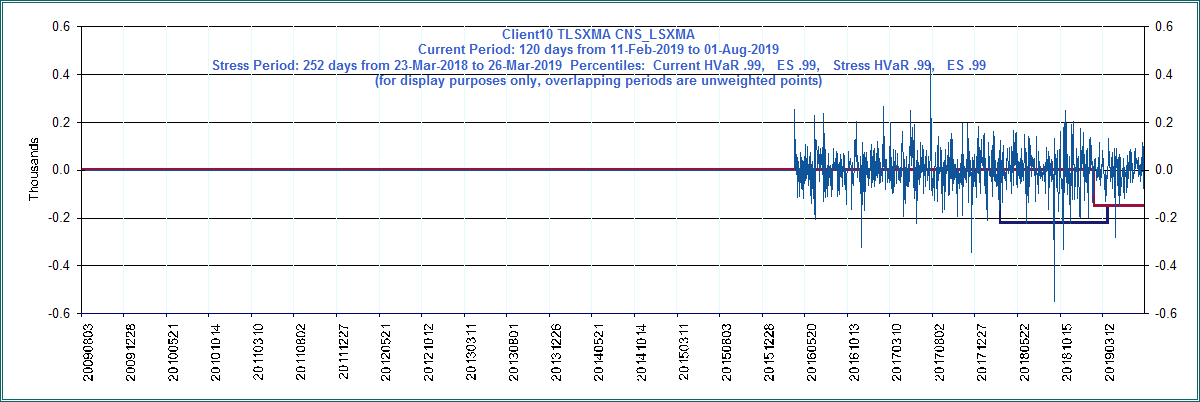 Client10 TLSXMA CNS_LSXMA
Current Period: 120 days from 11-Feb-2019 to 01-Aug-2019
Stress Period: 252 days from 23-Mar-2018 to 26-Mar-2019 Percentiles: Current HVaR .99, ES .99, Stress HVaR .99, ES .99
(for display purposes only, overlapping periods are unweighted points)
0.6 0.6
0.4 0.4
0.2 0.2
0.0 0.0
-0.2 -0.2
-0.4 -0.4
-0.6 -0.6
Thousands
20090803 20091228 20100521 20101014 20110310 20110802 20111227 20120521 20121012 20130311 20130801 20131226 20140521 20141014 20150311 20150803 20151228 20160520 20161013 20170310 20170802 20171227 20180522 20181015 20190312